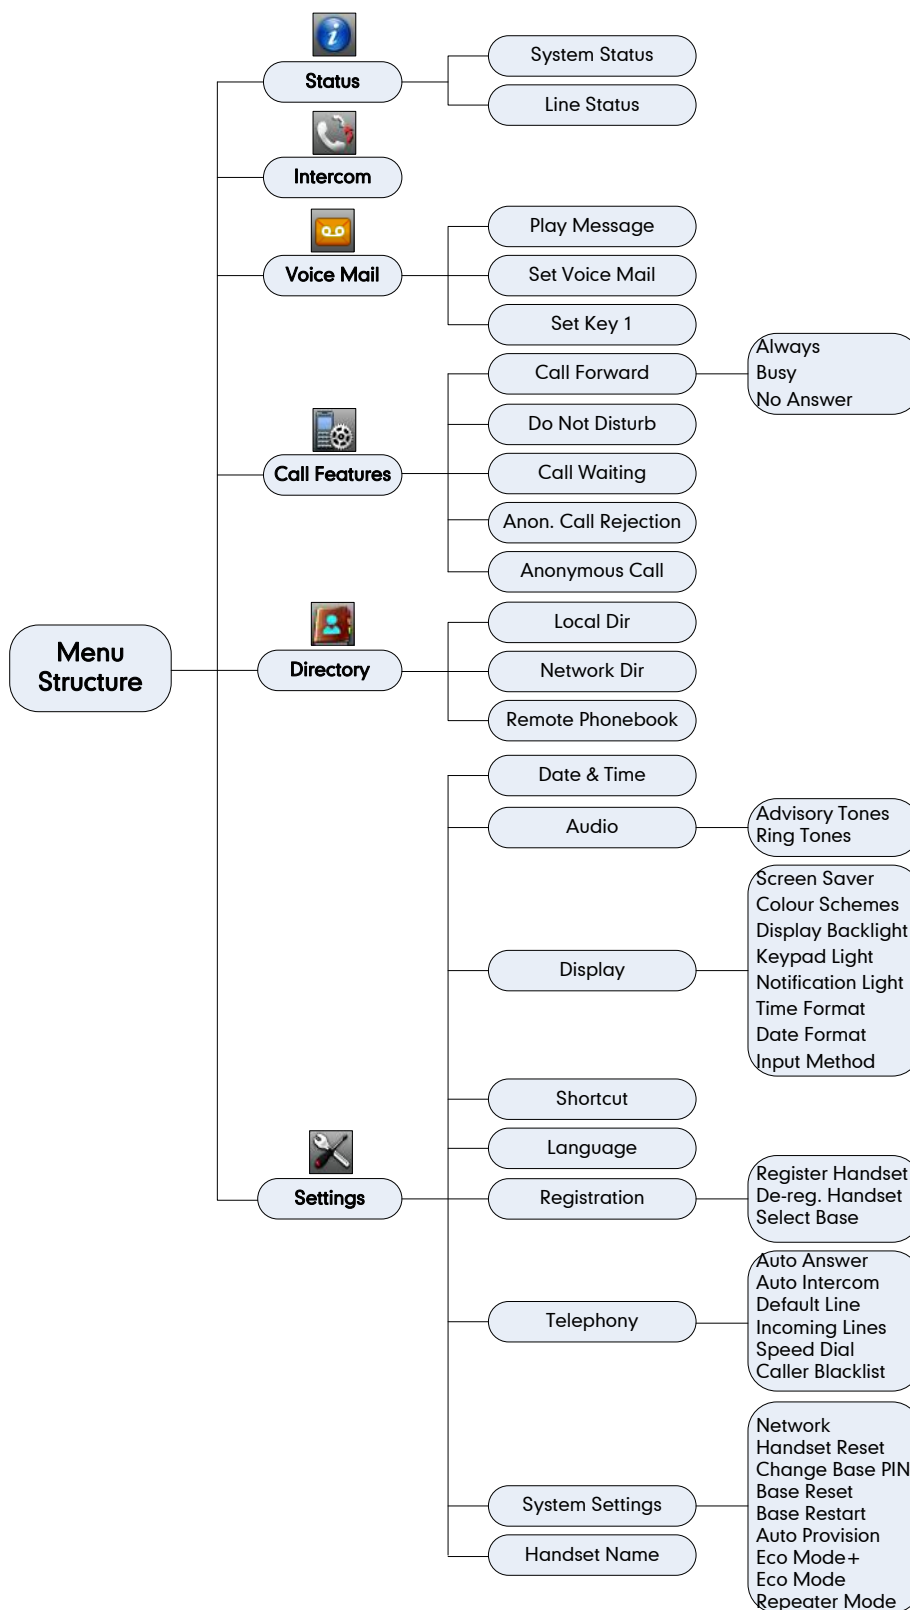 Menu
Structure
Status
System Status
Line Status
Intercom
Voice Mail
Play Message
Set Voice Mail
Set Key 1
Call Features
Call Forward
Always
Busy
No Answer
Do Not Disturb
Call Waiting
Anon. Call Rejection
Anonymous Call
Directory
Local Dir
Network Dir
Remote Phonebook
Settings
Date & Time
Audio
Advisory Tones
Ring Tones
Display
Screen Saver
Colour Schemes
Display Backlight
Keypad Light
Notification Light
Time Format
Date Format
Input Method
Shortcut
Language
Registration
Register Handset
De-reg. Handset
Select Base
Telephony
Auto Answer
Auto Intercom
Default Line
Incoming Lines
Speed Dial
Caller Blacklist
System Settings
Network
Handset Reset
Change Base PIN
Base Reset
Base Restart
Auto Provision
Eco Mode+
Eco Mode
Repeater Mode
Handset Name